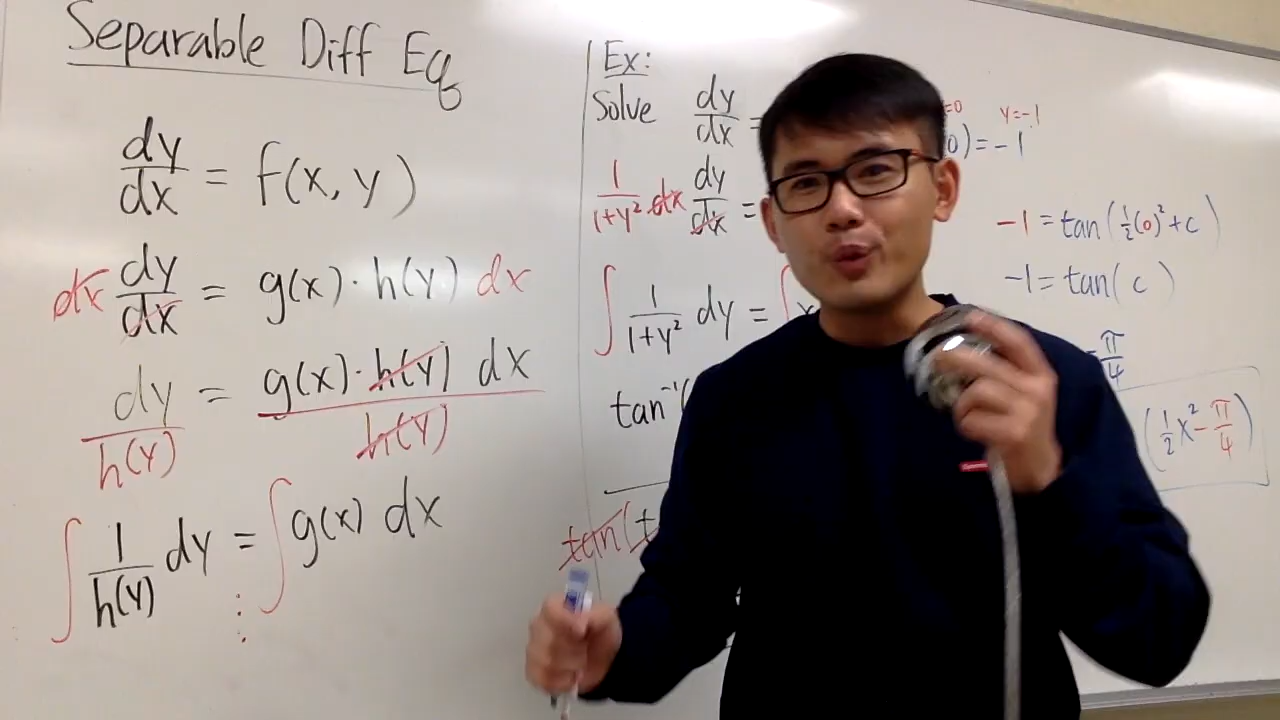 Separable Diff Eq
dy/dx = f(x, y)
dx dy/dx = g(x) · h(y) dx
dy/h(y) = g(x) · h(y) dx / h(y)
∫ 1/h(y) dy = ∫ g(x) dx
⋮
Ex:
Solve dy/dx =
=0 y=-1
0) = -1
1/(1+y²) · dx dy/dx =
∫ 1/(1+y²) dy = ∫ x
tan⁻¹(
tan(t
-1 = tan(½(0)² + c)
-1 = tan( c )
-π/4
(½x² - π/4)